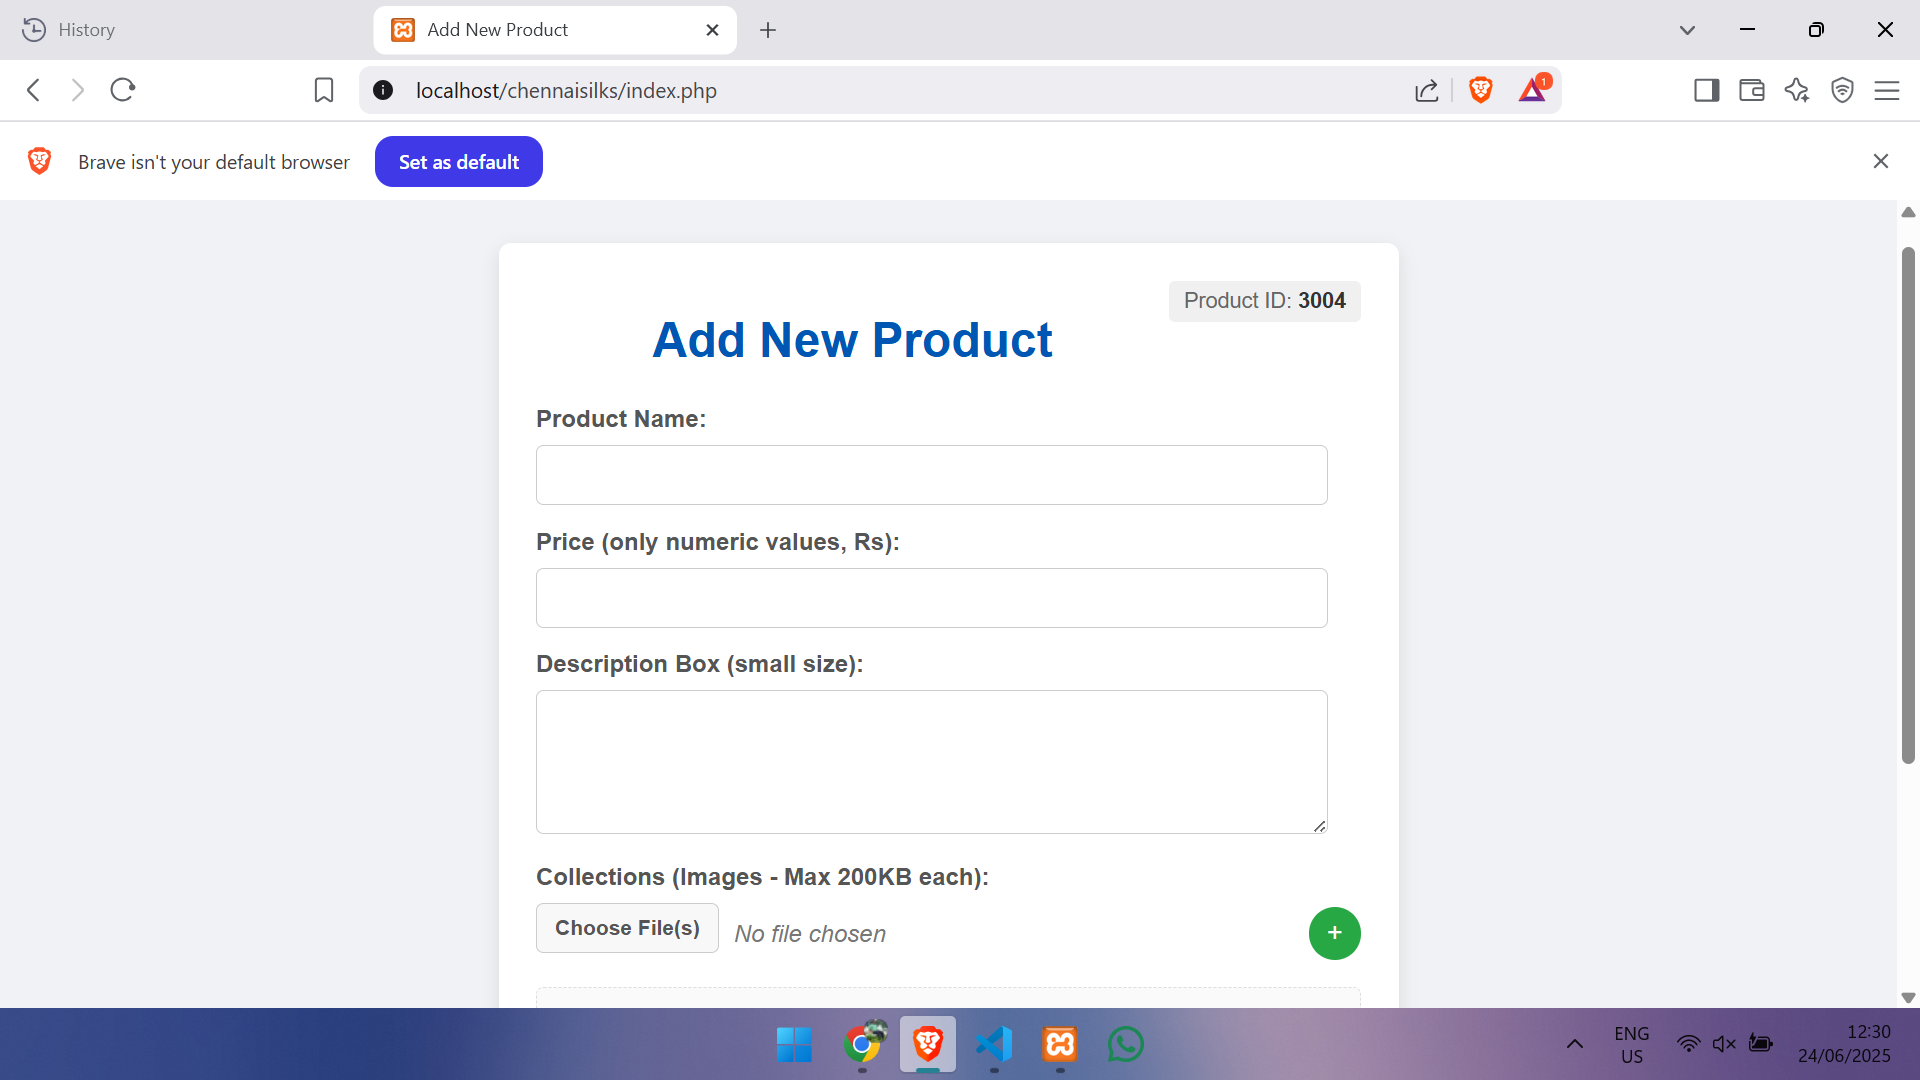 History
Add New Product
localhost/chennaisilks/index.php
1
Brave isn't your default browser
Set as default
Product ID: 3004
Add New Product
Product Name:
Price (only numeric values, Rs):
Description Box (small size):
Collections (Images - Max 200KB each):
Choose File(s)
No file chosen
+
ENG
US
12:30
24/06/2025